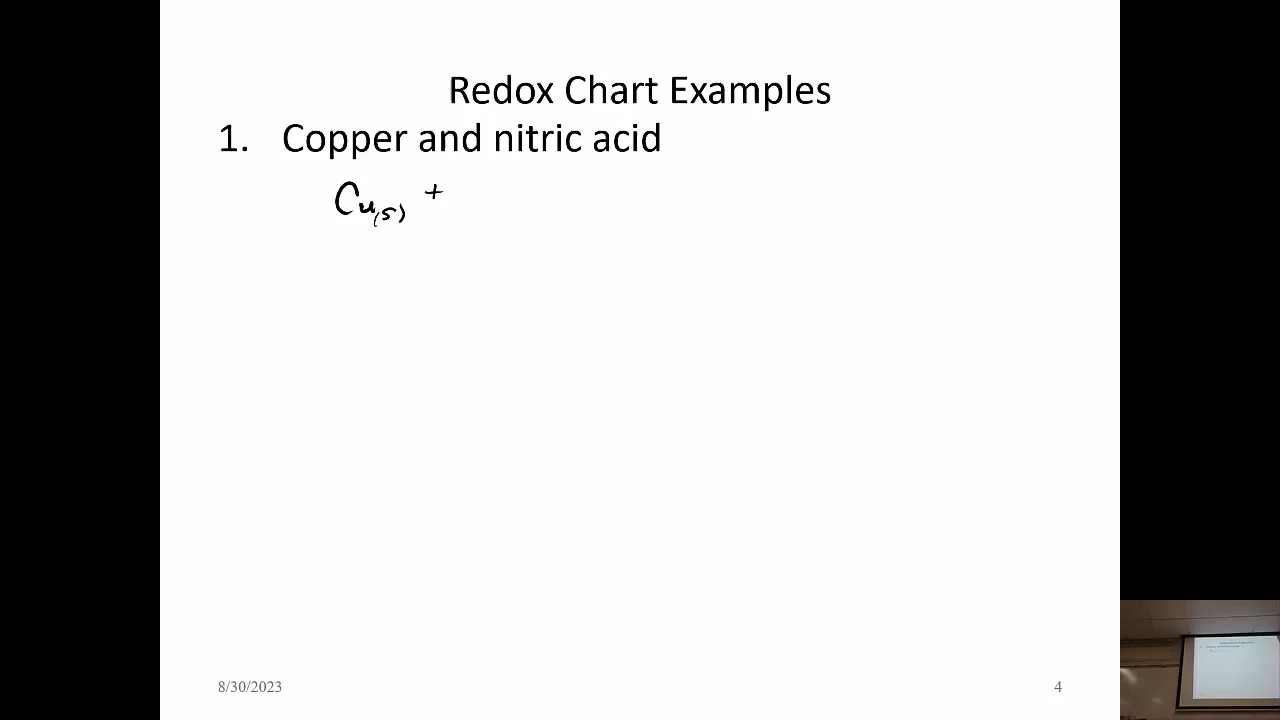 Redox Chart Examples
1. Copper and nitric acid
Cu(s) +
8/30/2023
4